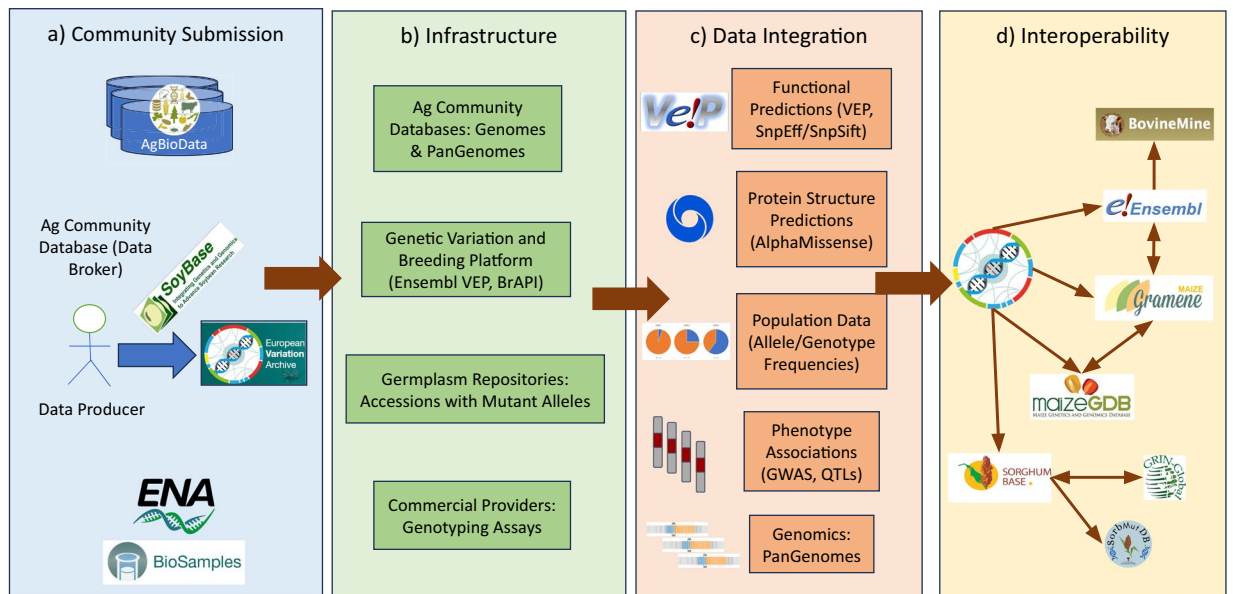 a) Community Submission
AgBioData
Ag Community
Database (Data
Broker)
SoyBase
Integrating Genetics and Genomics
to Advance Soybean Research
European
Variation
Archive
Data Producer
ENA
BioSamples
b) Infrastructure
Ag Community
Databases: Genomes
& PanGenomes
Genetic Variation and
Breeding Platform
(Ensembl VEP, BrAPI)
Germplasm Repositories:
Accessions with Mutant Alleles
Commercial Providers:
Genotyping Assays
c) Data Integration
Ve!P
Functional
Predictions (VEP,
SnpEff/SnpSift)
Protein Structure
Predictions
(AlphaMissense)
Population Data
(Allele/Genotype
Frequencies)
Phenotype
Associations
(GWAS, QTLs)
Genomics:
PanGenomes
d) Interoperability
BovineMine
e!Ensembl
MAIZE
Gramene
maizeGDB
MAIZE GENETICS AND GENOMICS DATABASE
SORGHUM
BASE
GRIN-Global
SorbMutDB